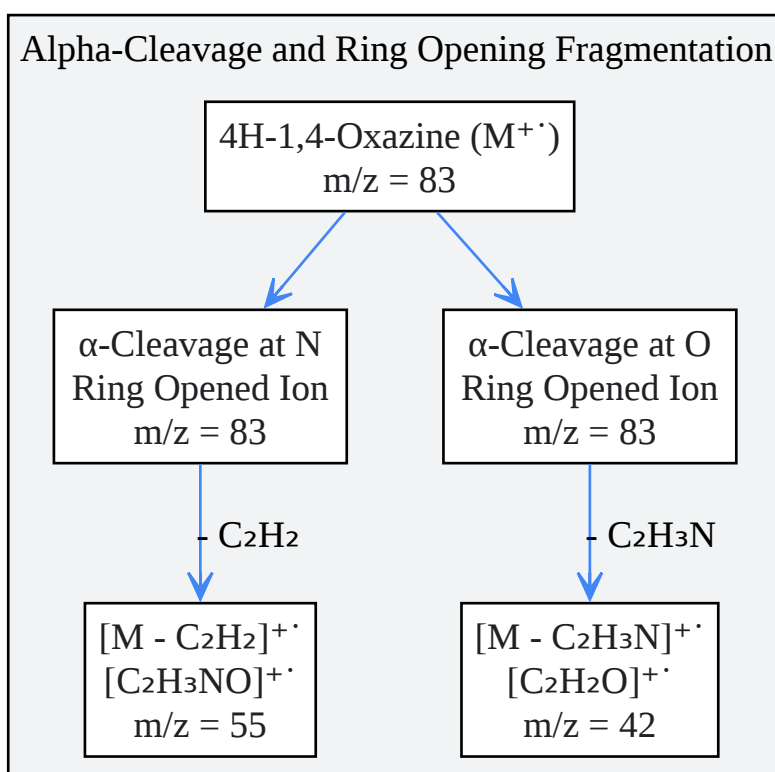 Alpha-Cleavage and Ring Opening Fragmentation
4H-1,4-Oxazine (M⁺˙)
m/z = 83
α-Cleavage at N
Ring Opened Ion
m/z = 83
α-Cleavage at O
Ring Opened Ion
m/z = 83
- C₂H₂
- C₂H₃N
[M - C₂H₂]⁺˙
[C₂H₃NO]⁺˙
m/z = 55
[M - C₂H₃N]⁺˙
[C₂H₂O]⁺˙
m/z = 42